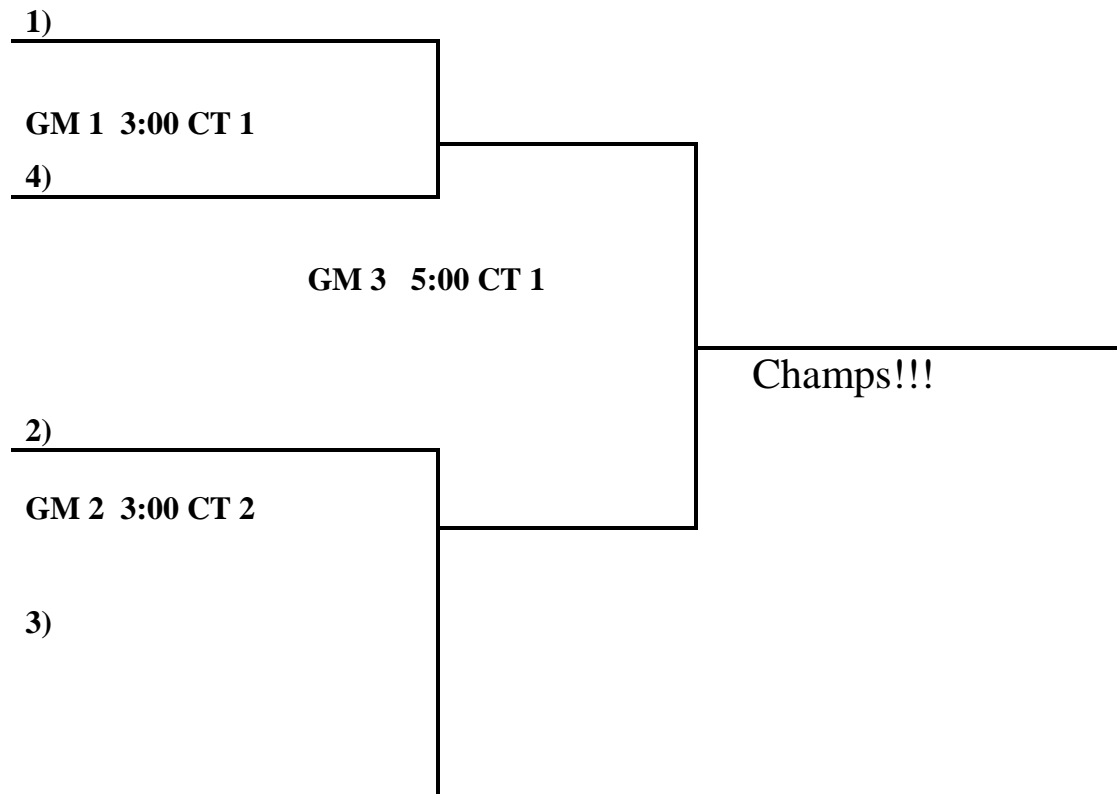 1)
GM 1 3:00 CT 1
4)
GM 3 5:00 CT 1
Champs!!!
2)
GM 2 3:00 CT 2
3)